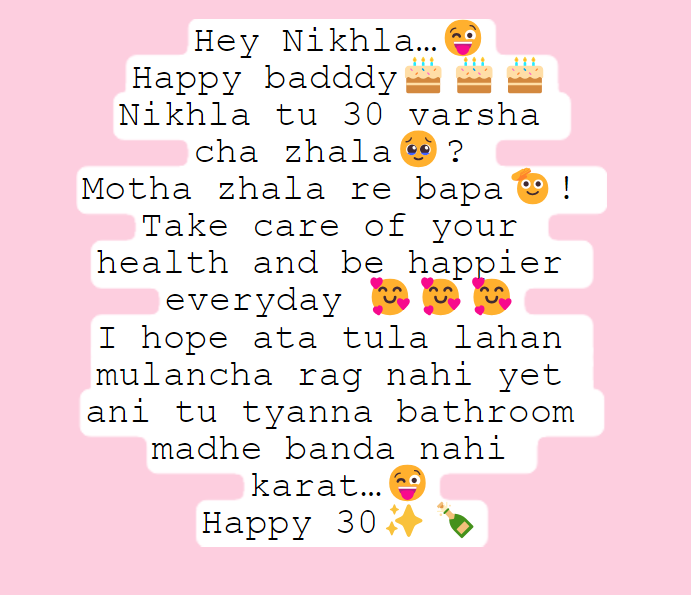 Hey Nikhla…😜
Happy badddy🎂🎂🎂
Nikhla tu 30 varsha
cha zhala🥹?
Motha zhala re bapa🫡!
Take care of your
health and be happier
everyday 🥰🥰🥰
I hope ata tula lahan
mulancha rag nahi yet
ani tu tyanna bathroom
madhe banda nahi
karat…😜
Happy 30✨🍾